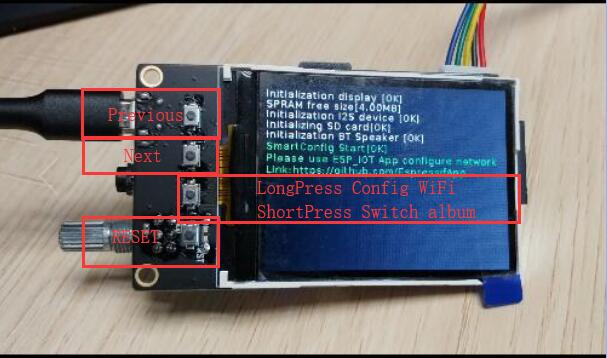 Initialization display [OK]
SPRAM free size[4.00MB]
Initialization I2S device [OK]
Initializing SD card[OK]
Initialization BT Speaker [OK]
SmartConfig Start[OK]
Please use ESP_IOT App configure network
Link:https://github.com/EspressifApp
Previous
Next
LongPress Config WiFi
ShortPress Switch album
RESET